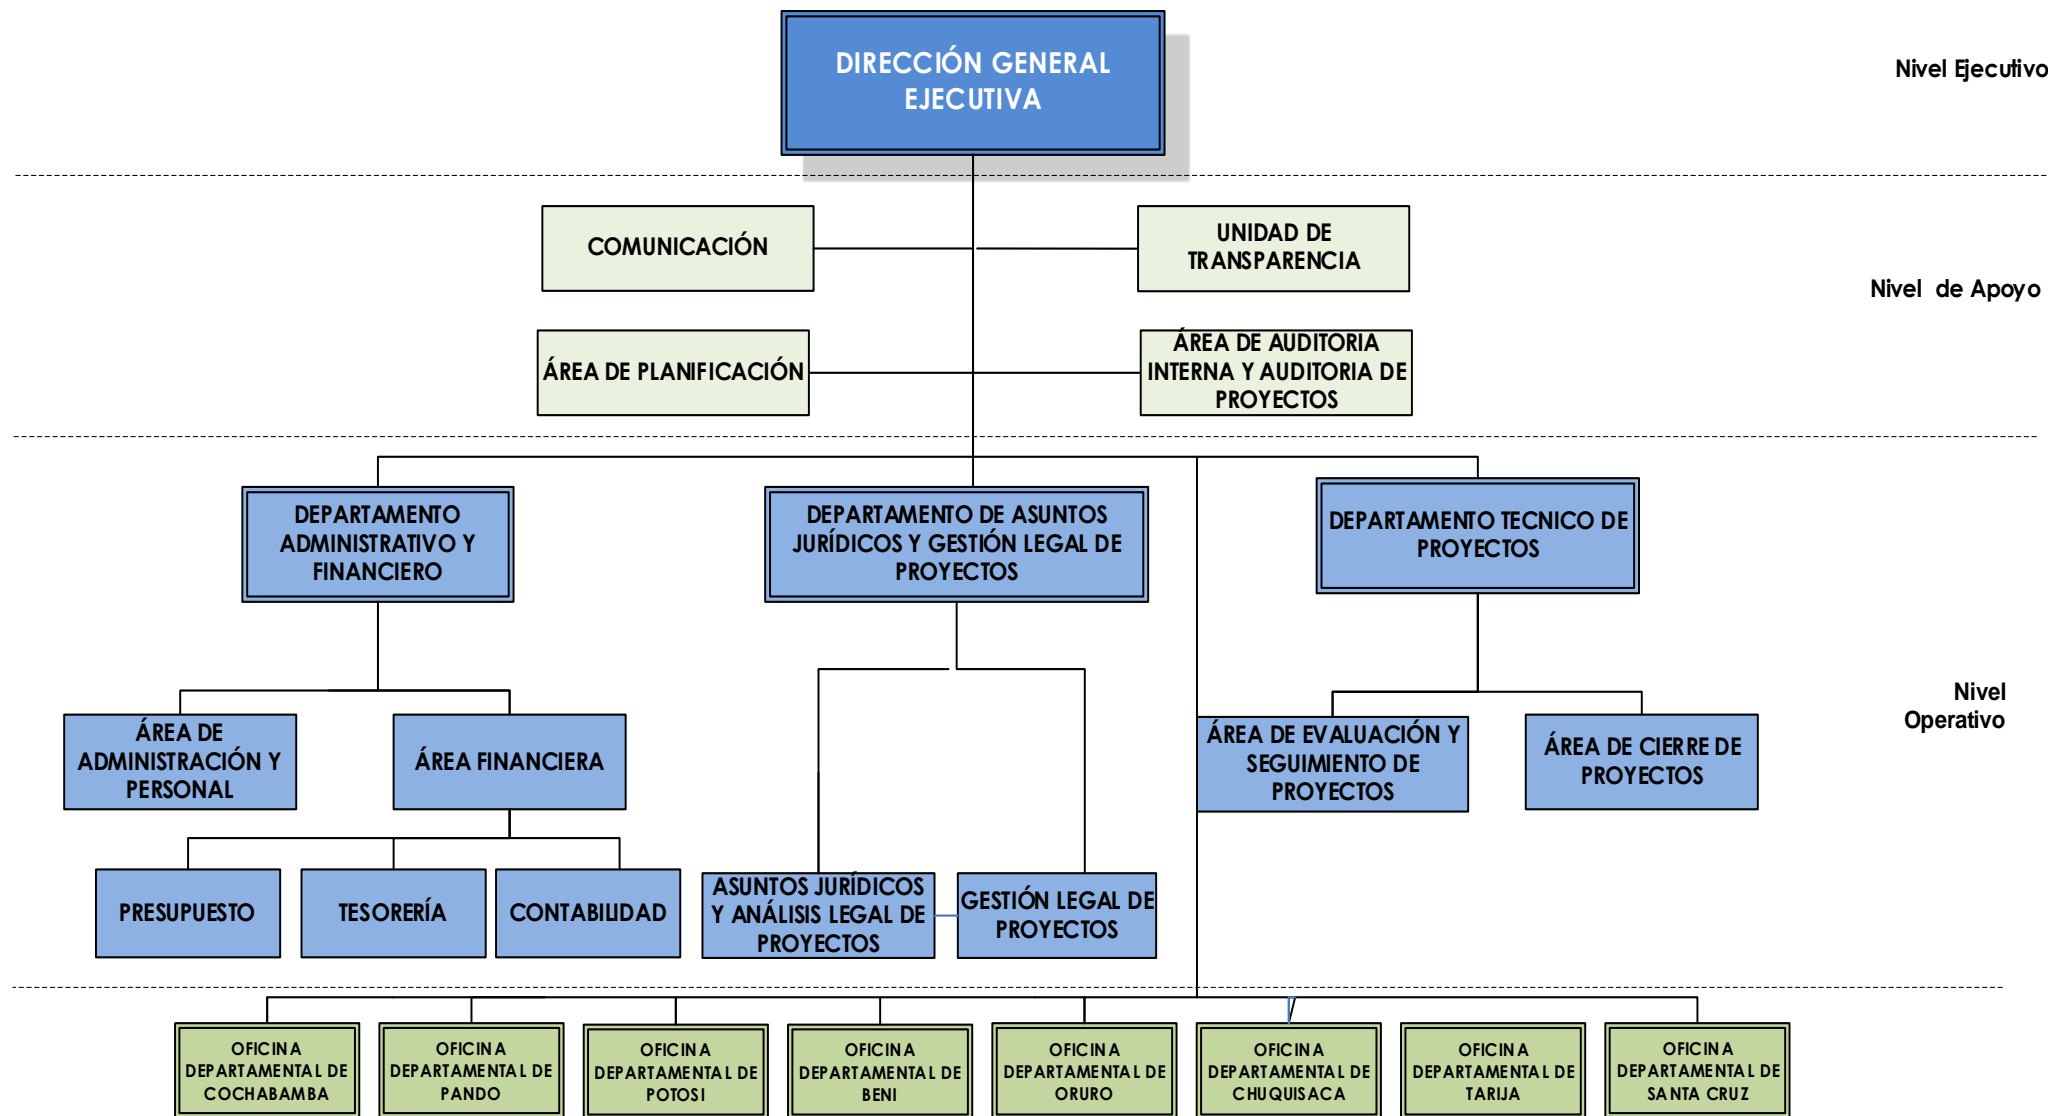 DIRECCIÓN GENERAL
EJECUTIVA
Nivel Ejecutivo
COMUNICACIÓN
UNIDAD DE
TRANSPARENCIA
Nivel de Apoyo
ÁREA DE PLANIFICACIÓN
ÁREA DE AUDITORIA
INTERNA Y AUDITORIA DE
PROYECTOS
DEPARTAMENTO
ADMINISTRATIVO Y
FINANCIERO
DEPARTAMENTO DE ASUNTOS
JURÍDICOS Y GESTIÓN LEGAL DE
PROYECTOS
DEPARTAMENTO TECNICO DE
PROYECTOS
Nivel
Operativo
ÁREA DE
ADMINISTRACIÓN Y
PERSONAL
ÁREA FINANCIERA
ÁREA DE EVALUACIÓN Y
SEGUIMIENTO DE
PROYECTOS
ÁREA DE CIERRE DE
PROYECTOS
PRESUPUESTO
TESORERÍA
CONTABILIDAD
ASUNTOS JURÍDICOS
Y ANÁLISIS LEGAL DE
PROYECTOS
GESTIÓN LEGAL DE
PROYECTOS
OFICINA
DEPARTAMENTAL DE
COCHABAMBA
OFICINA
DEPARTAMENTAL DE
PANDO
OFICINA
DEPARTAMENTAL DE
POTOSI
OFICINA
DEPARTAMENTAL DE
BENI
OFICINA
DEPARTAMENTAL DE
ORURO
OFICINA
DEPARTAMENTAL DE
CHUQUISACA
OFICINA
DEPARTAMENTAL DE
TARIJA
OFICINA
DEPARTAMENTAL DE
SANTA CRUZ